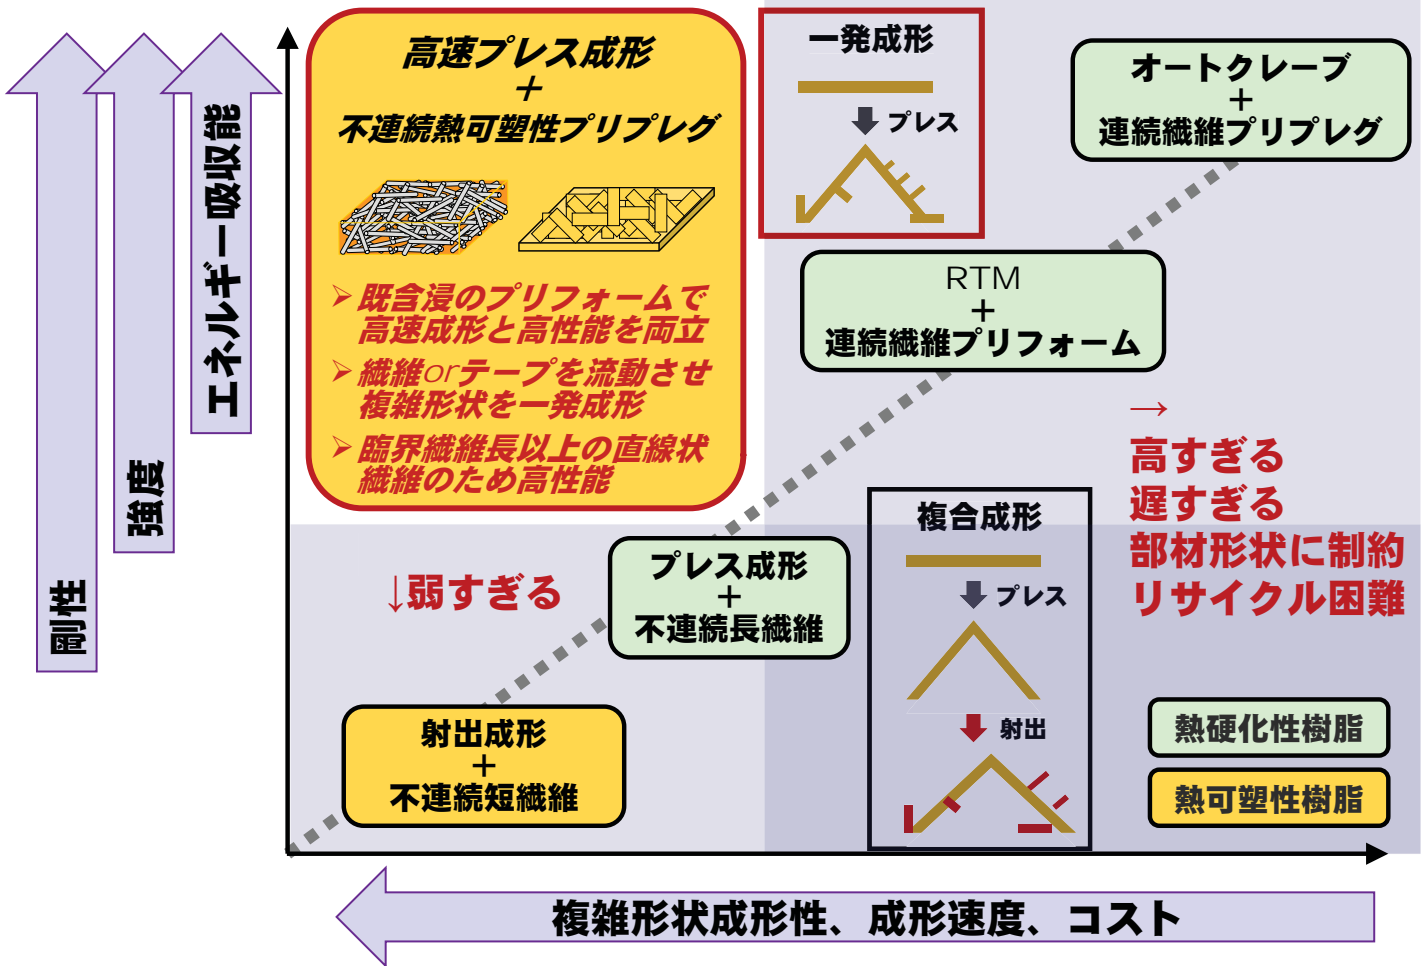 エネルギー吸収能
強度
剛性
高速プレス成形
＋
不連続熱可塑性プリプレグ
➢ 既含浸のプリフォームで
高速成形と高性能を両立
➢ 繊維orテープを流動させ
複雑形状を一発成形
➢ 臨界繊維長以上の直線状
繊維のため高性能
一発成形
プレス
オートクレーブ
＋
連続繊維プリプレグ
RTM
＋
連続繊維プリフォーム
→
高すぎる
遅すぎる
部材形状に制約
リサイクル困難
複合成形
プレス
射出
↓弱すぎる
プレス成形
＋
不連続長繊維
射出成形
＋
不連続短繊維
熱硬化性樹脂
熱可塑性樹脂
複雑形状成形性、成形速度、コスト